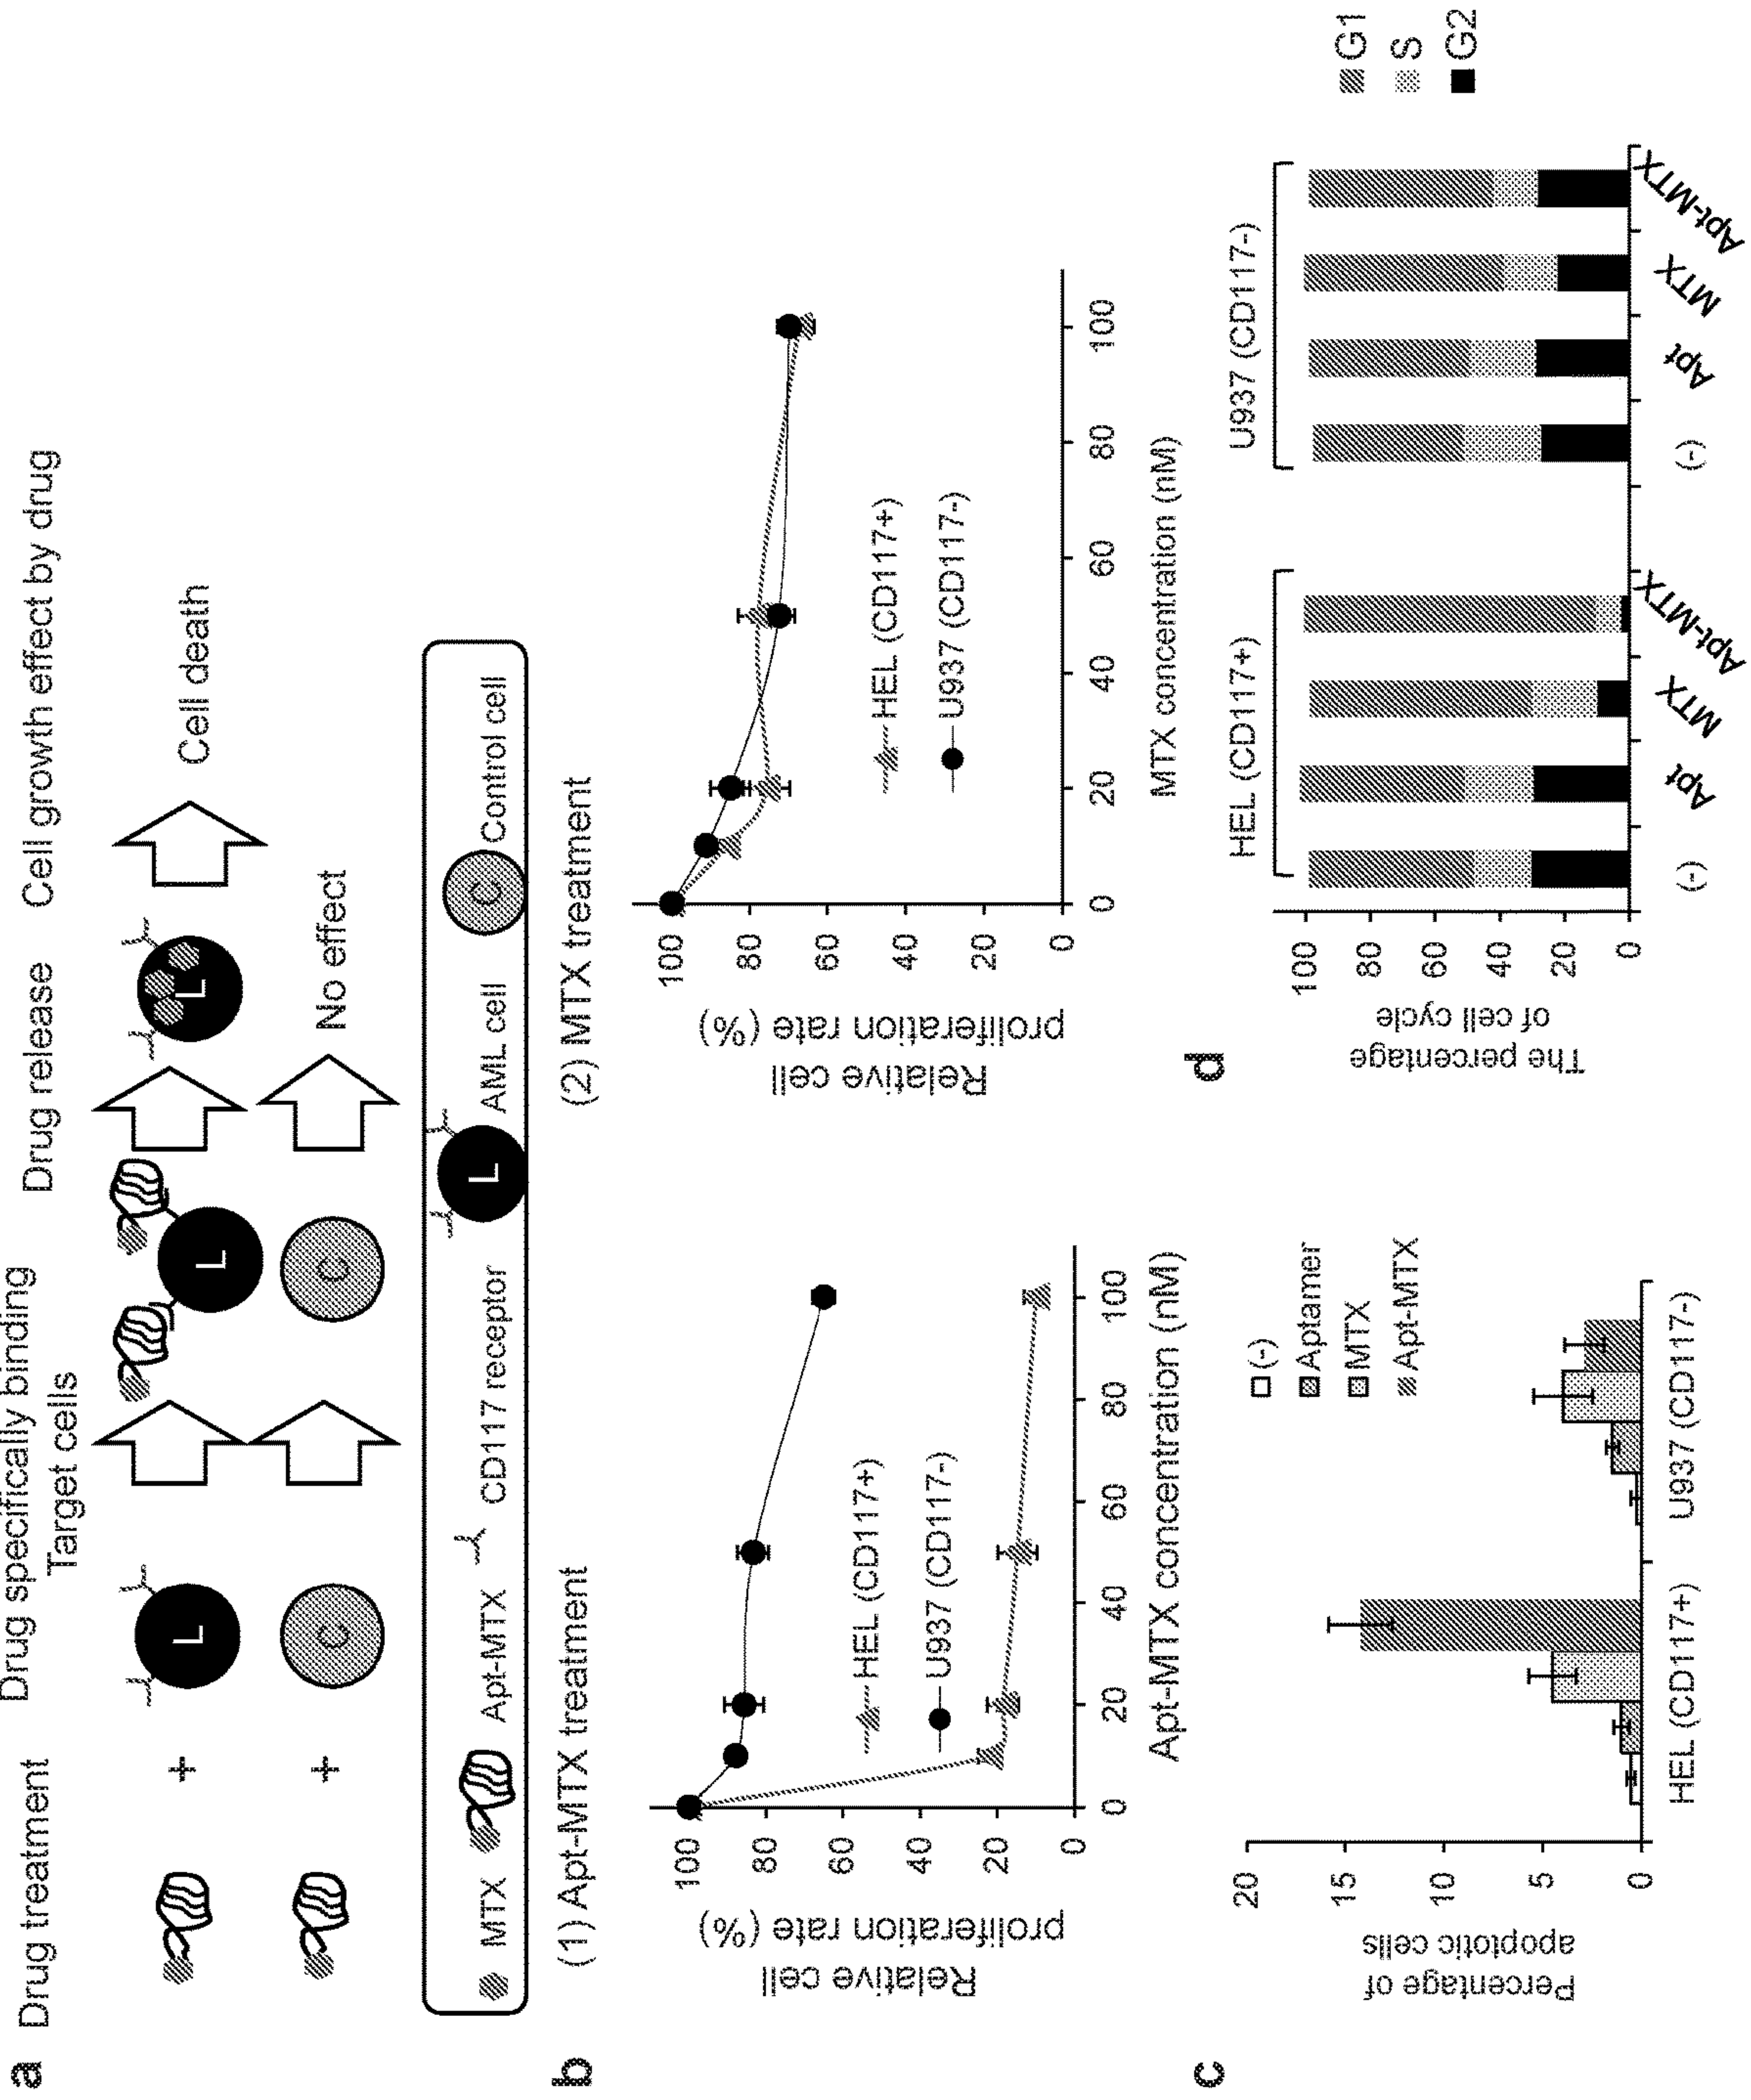 a Drug treatment
Drug specifically binding
Target cells
Drug release
Cell growth effect by drug
+
L
L
L
Cell death
+
C
C
No effect
MTX
Apt-MTX
CD117 receptor
L
AML cell
C
Control cell
b
(1) Apt-MTX treatment
Relative cell
proliferation rate (%)
100
80
60
40
20
0
HEL (CD117+)
U937 (CD117-)
0 20 40 60 80 100
Apt-MTX concentration (nM)
(2) MTX treatment
Relative cell
proliferation rate (%)
100
80
60
40
20
0
HEL (CD117+)
U937 (CD117-)
0 20 40 60 80 100
MTX concentration (nM)
c
Percentage of
apoptotic cells
20
15
10
5
0
(-)
Aptamer
MTX
Apt-MTX
HEL (CD117+)
U937 (CD117-)
d
The percentage
of cell cycle
100
80
60
40
20
0
HEL (CD117+)
U937 (CD117-)
(-) Apt MTX Apt-MTX
(-) Apt MTX Apt-MTX
G1
S
G2